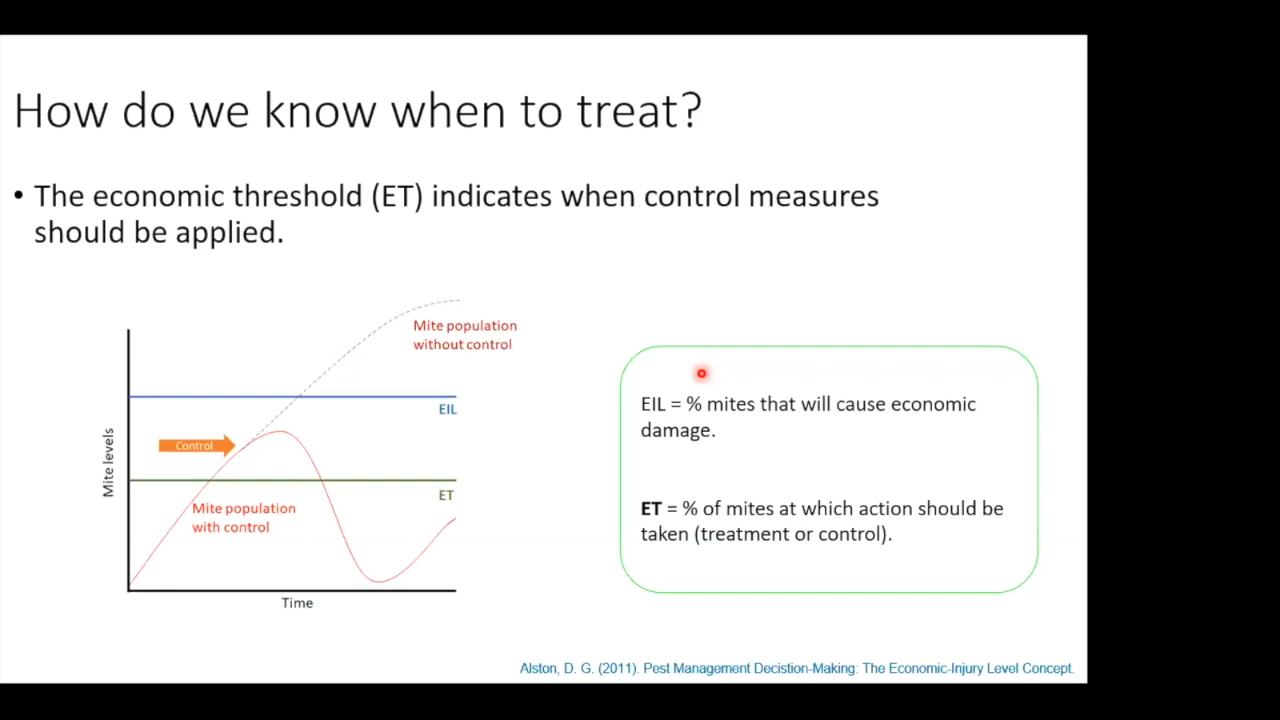 How do we know when to treat?
• The economic threshold (ET) indicates when control measures
should be applied.
Mite population
without control
EIL
Control
ET
Mite population
with control
Mite levels
Time
EIL = % mites that will cause economic
damage.
ET = % of mites at which action should be
taken (treatment or control).
Alston, D. G. (2011). Pest Management Decistion-Making: The Economic-Injury Level Concept.